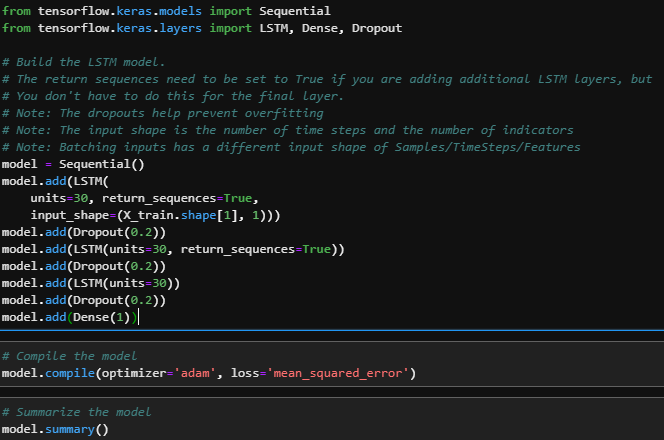 from tensorflow.keras.models import Sequential
from tensorflow.keras.layers import LSTM, Dense, Dropout
# Build the LSTM model.
# The return sequences need to be set to True if you are adding additional LSTM layers, but
# You don't have to do this for the final layer.
# Note: The dropouts help prevent overfitting
# Note: The input shape is the number of time steps and the number of indicators
# Note: Batching inputs has a different input shape of Samples/TimeSteps/Features
model = Sequential()
model.add(LSTM(
    units=30, return_sequences=True,
    input_shape=(X_train.shape[1], 1)))
model.add(Dropout(0.2))
model.add(LSTM(units=30, return_sequences=True))
model.add(Dropout(0.2))
model.add(LSTM(units=30))
model.add(Dropout(0.2))
model.add(Dense(1))
# Compile the model
model.compile(optimizer='adam', loss='mean_squared_error')
# Summarize the model
model.summary()